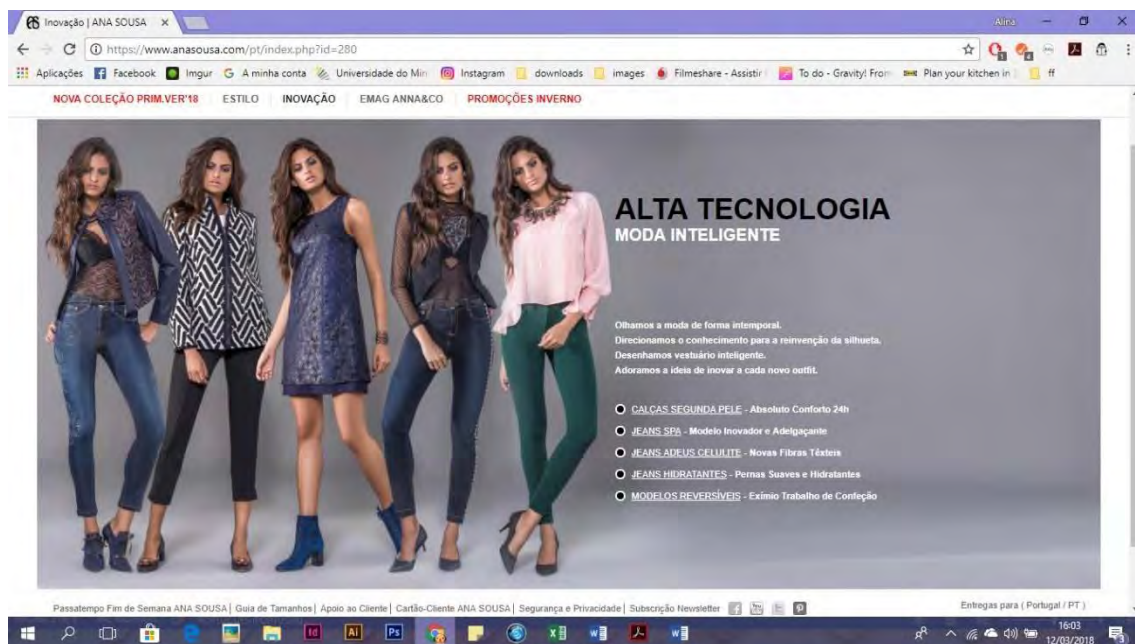 Inovação | ANA SOUSA
Alina
https://www.anasousa.com/pt/index.php?id=280
Aplicações Facebook Imgur A minha conta Universidade do Min Instagram downloads images Filmeshare - Assistir To do - Gravity! From Plan your kitchen in ff
NOVA COLEÇÃO PRIM.VER'18 ESTILO INOVAÇÃO EMAG ANNA&CO PROMOÇÕES INVERNO
ALTA TECNOLOGIA
MODA INTELIGENTE
Olhamos a moda de forma intemporal.
Direcionamos o conhecimento para a reinvenção da silhueta.
Desenhamos vestuário inteligente.
Adoramos a ideia de inovar a cada novo outfit.
CALÇAS SEGUNDA PELE - Absoluto Conforto 24h
JEANS SPA - Modelo Inovador e Adelgaçante
JEANS ADEUS CELULITE - Novas Fibras Têxteis
JEANS HIDRATANTES - Pernas Suaves e Hidratantes
MODELOS REVERSÍVEIS - Exímio Trabalho de Confeção
Passatempo Fim de Semana ANA SOUSA | Guia de Tamanhos | Apoio ao Cliente | Cartão-Cliente ANA SOUSA | Segurança e Privacidade | Subscrição Newsletter
Entregas para ( Portugal / PT )
Id Ai Ps
16:03
12/03/2018